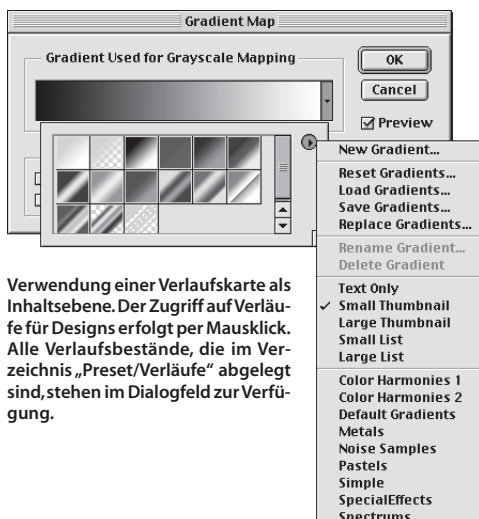 Gradient Map
Gradient Used for Grayscale Mapping
OK
Cancel
Preview
New Gradient...
Reset Gradients...
Load Gradients...
Save Gradients...
Replace Gradients...
Rename Gradient...
Delete Gradient
Text Only
Small Thumbnail
Large Thumbnail
Small List
Large List
Color Harmonies 1
Color Harmonies 2
Default Gradients
Metals
Noise Samples
Pastels
Simple
SpecialEffects
Spectrums
Verwendung einer Verlaufskarte als
Inhaltsebene. Der Zugriff auf Verläu-
fe für Designs erfolgt per Mausklick.
Alle Verlaufsbestände, die im Ver-
zeichnis „Preset/Verläufe“ abgelegt
sind, stehen im Dialogfeld zur Verfü-
gung.